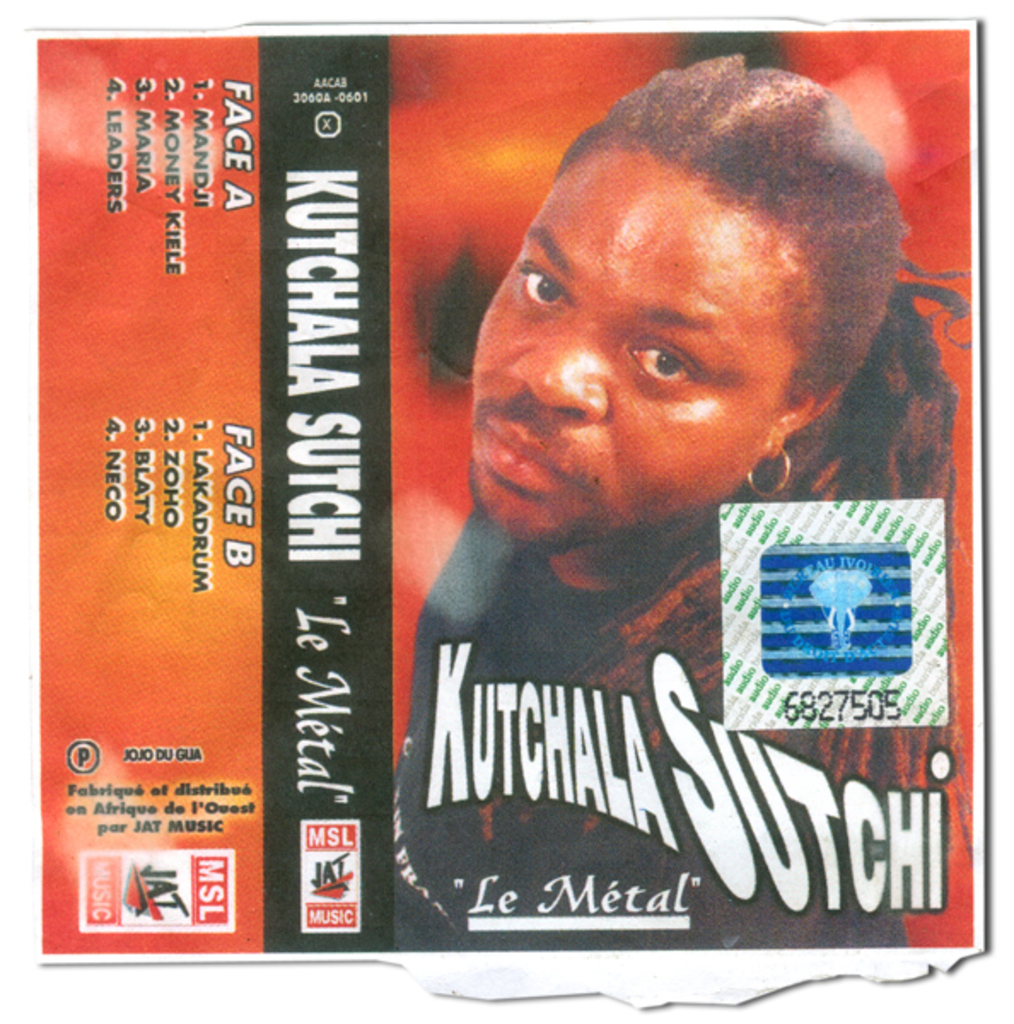 FACE A
1. MANDJI
2. MONEY KIELE
3. MARIA
4. LEADERS
FACE B
1. LAKADRUM
2. ZOHO
3. BLATY
4. NECO
P JOJO DU GUA
Fabriqué et distribué
en Afrique de l'Ouest
par JAT MUSIC
MSL
JAT
MUSIC
AACAB
3060A -0601
X
KUTCHALA SUTCHI "Le Métal"
MSL
JAT
MUSIC
audio
6827505
KUTCHALA SUTCHI
"Le Métal"